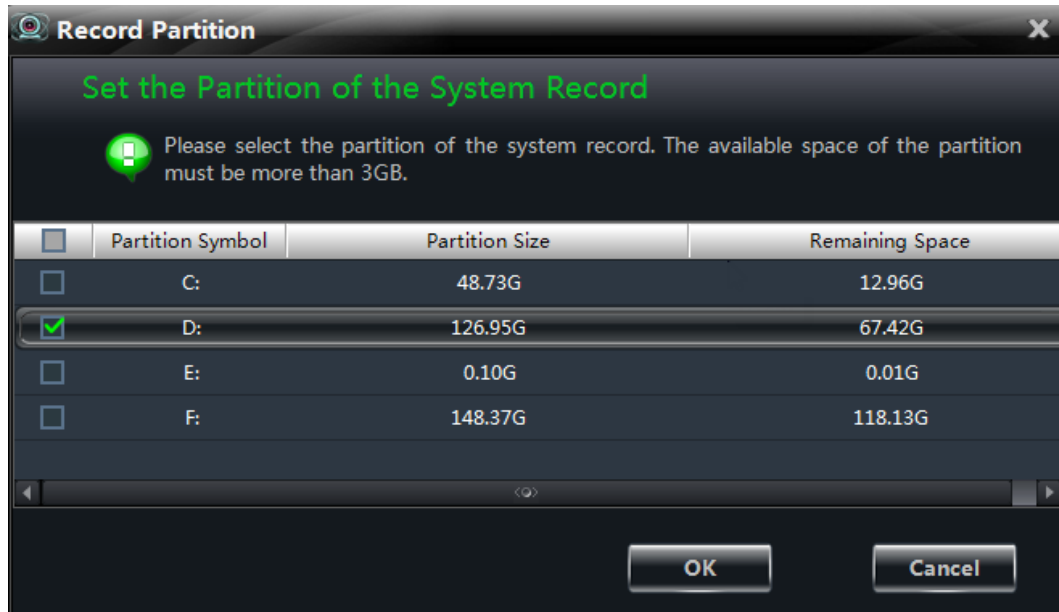 Record Partition
Set the Partition of the System Record
Please select the partition of the system record. The available space of the partition
must be more than 3GB.
Partition Symbol Partition Size Remaining Space
C: 48.73G 12.96G
D: 126.95G 67.42G
E: 0.10G 0.01G
F: 148.37G 118.13G
OK Cancel